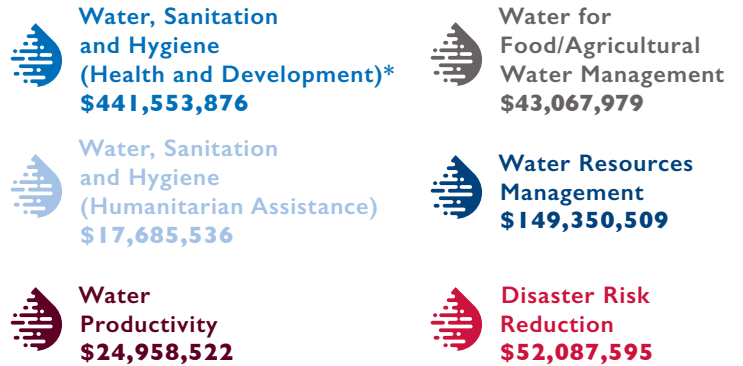 Water, Sanitation
and Hygiene
(Health and Development)*
$441,553,876
Water for
Food/Agricultural
Water Management
$43,067,979
Water, Sanitation
and Hygiene
(Humanitarian Assistance)
$17,685,536
Water Resources
Management
$149,350,509
Water
Productivity
$24,958,522
Disaster Risk
Reduction
$52,087,595